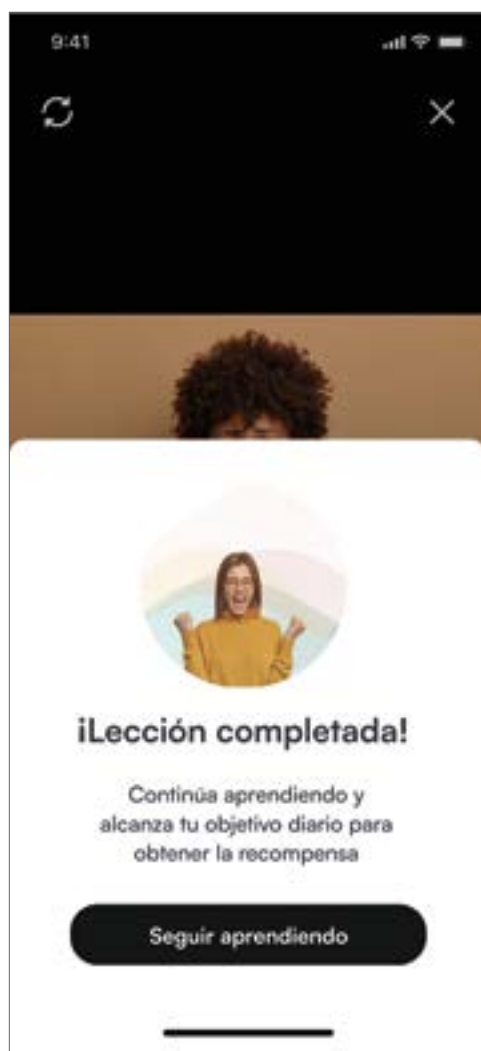 9:41
¡Lección completada!
Continúa aprendiendo y
alcanza tu objetivo diario para
obtener la recompensa
Seguir aprendiendo